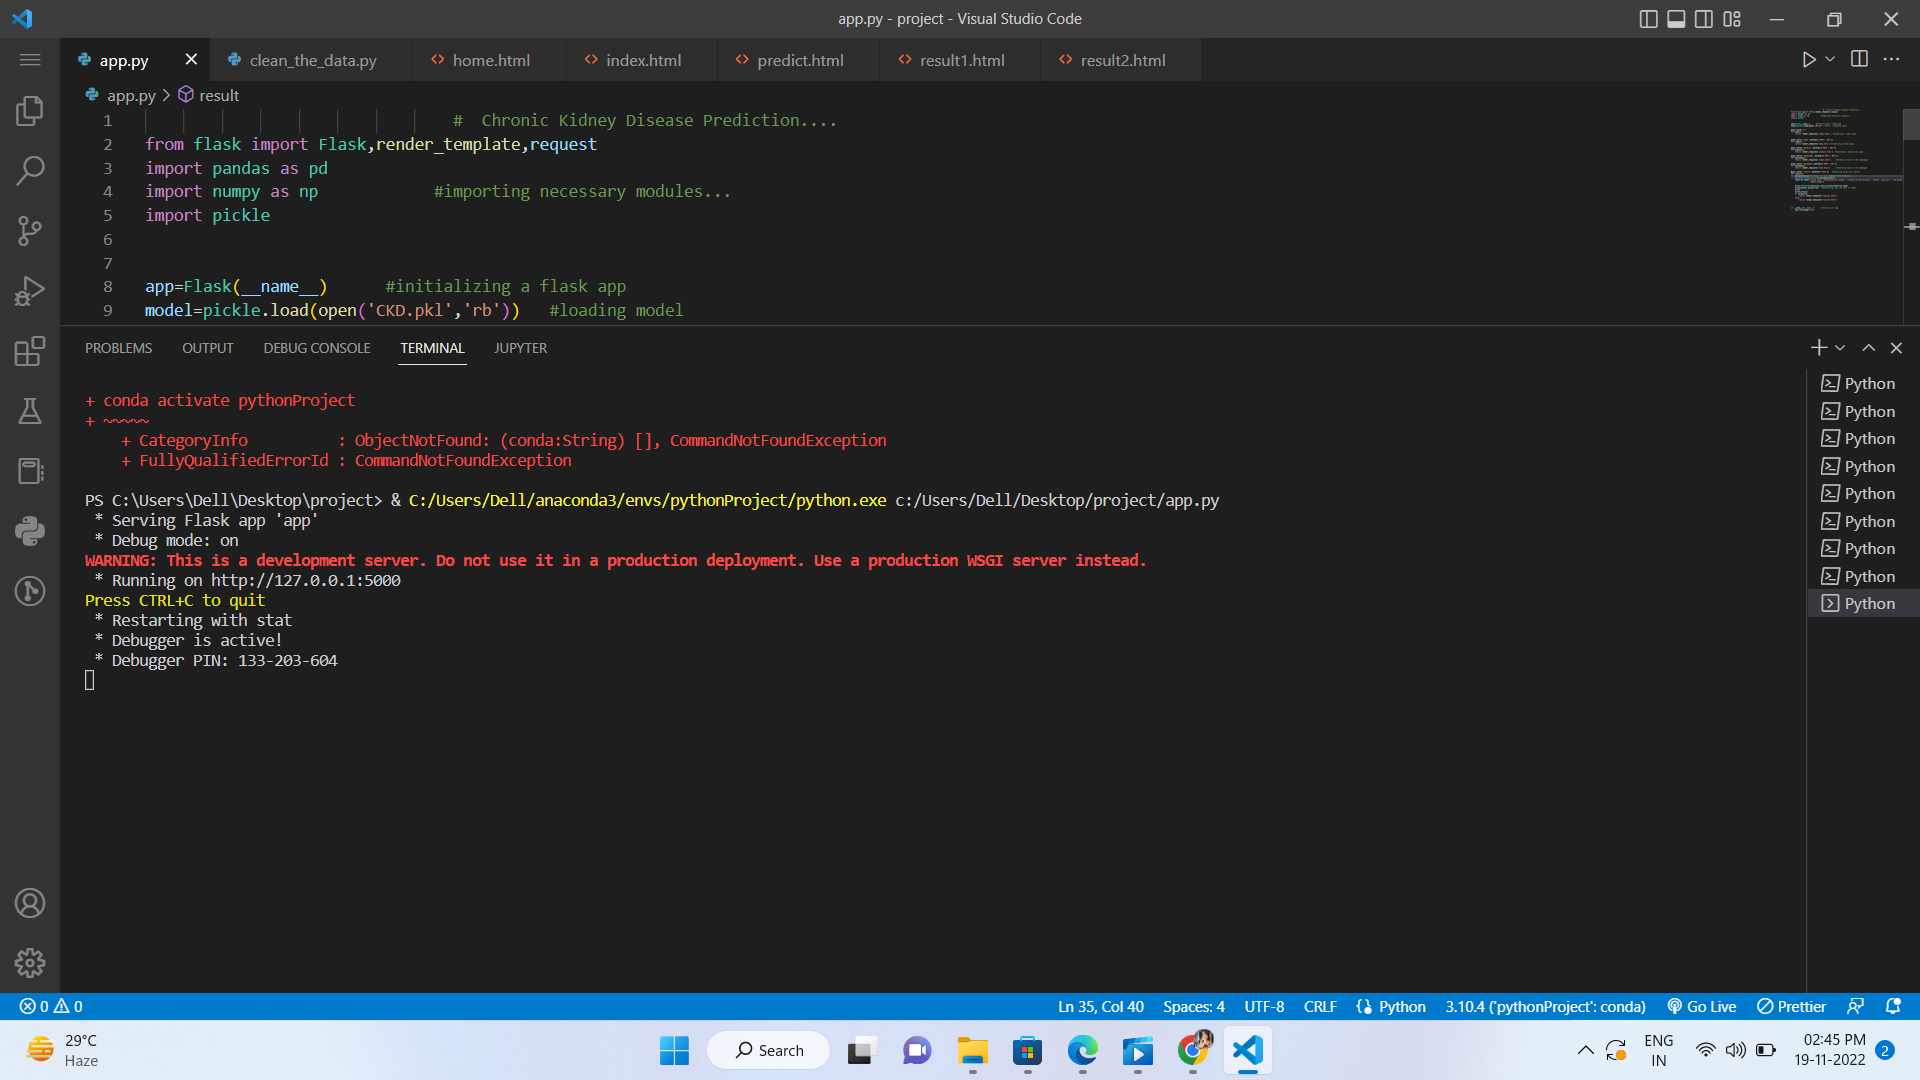 app.py - project - Visual Studio Code
app.py clean_the_data.py home.html index.html predict.html result1.html result2.html
app.py > result
1 # Chronic Kidney Disease Prediction....
2 from flask import Flask,render_template,request
3 import pandas as pd
4 import numpy as np #importing necessary modules...
5 import pickle
6
7
8 app=Flask(__name__) #initializing a flask app
9 model=pickle.load(open('CKD.pkl','rb')) #loading model
PROBLEMS OUTPUT DEBUG CONSOLE TERMINAL JUPYTER
+ conda activate pythonProject
+ ~~~~~
+ CategoryInfo : ObjectNotFound: (conda:String) [], CommandNotFoundException
+ FullyQualifiedErrorId : CommandNotFoundException
PS C:\Users\Dell\Desktop\project> & C:/Users/Dell/anaconda3/envs/pythonProject/python.exe c:/Users/Dell/Desktop/project/app.py
* Serving Flask app 'app'
* Debug mode: on
WARNING: This is a development server. Do not use it in a production deployment. Use a production WSGI server instead.
* Running on http://127.0.0.1:5000
Press CTRL+C to quit
* Restarting with stat
* Debugger is active!
* Debugger PIN: 133-203-604
Python
Python
Python
Python
Python
Python
Python
Python
Python
0 0 Ln 35, Col 40 Spaces: 4 UTF-8 CRLF Python 3.10.4 ('pythonProject': conda) Go Live Prettier
29°C
Haze
Search
ENG
IN
02:45 PM
19-11-2022
2